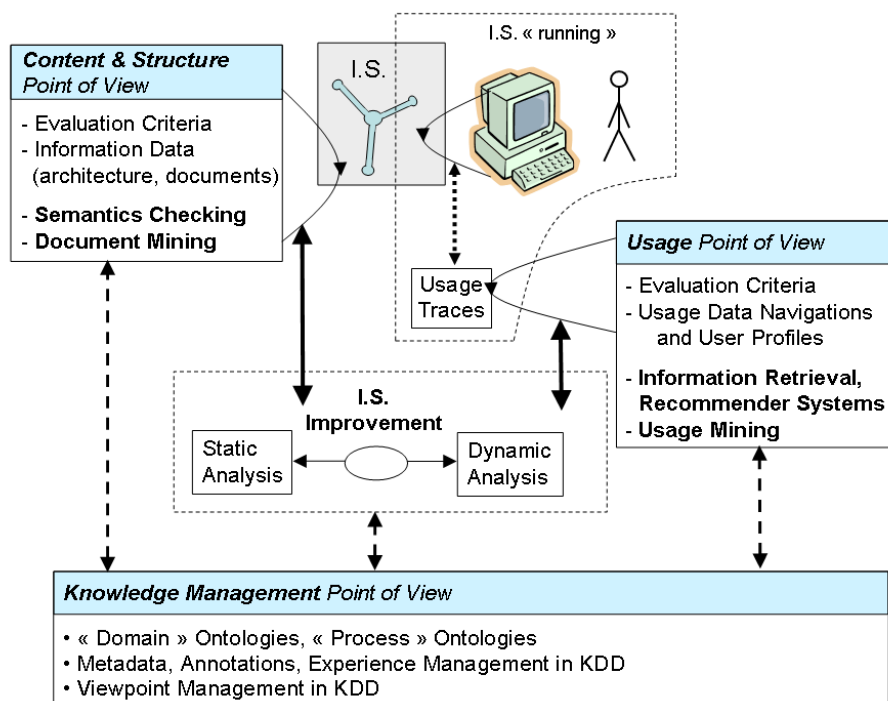 I.S. « running »
Content & Structure
Point of View
- Evaluation Criteria
- Information Data
(architecture, documents)
- Semantics Checking
- Document Mining
I.S.
Usage
Traces
Usage Point of View
- Evaluation Criteria
- Usage Data Navigations
and User Profiles
- Information Retrieval,
Recommender Systems
- Usage Mining
I.S.
Improvement
Static
Analysis
Dynamic
Analysis
Knowledge Management Point of View
• « Domain » Ontologies, « Process » Ontologies
• Metadata, Annotations, Experience Management in KDD
• Viewpoint Management in KDD